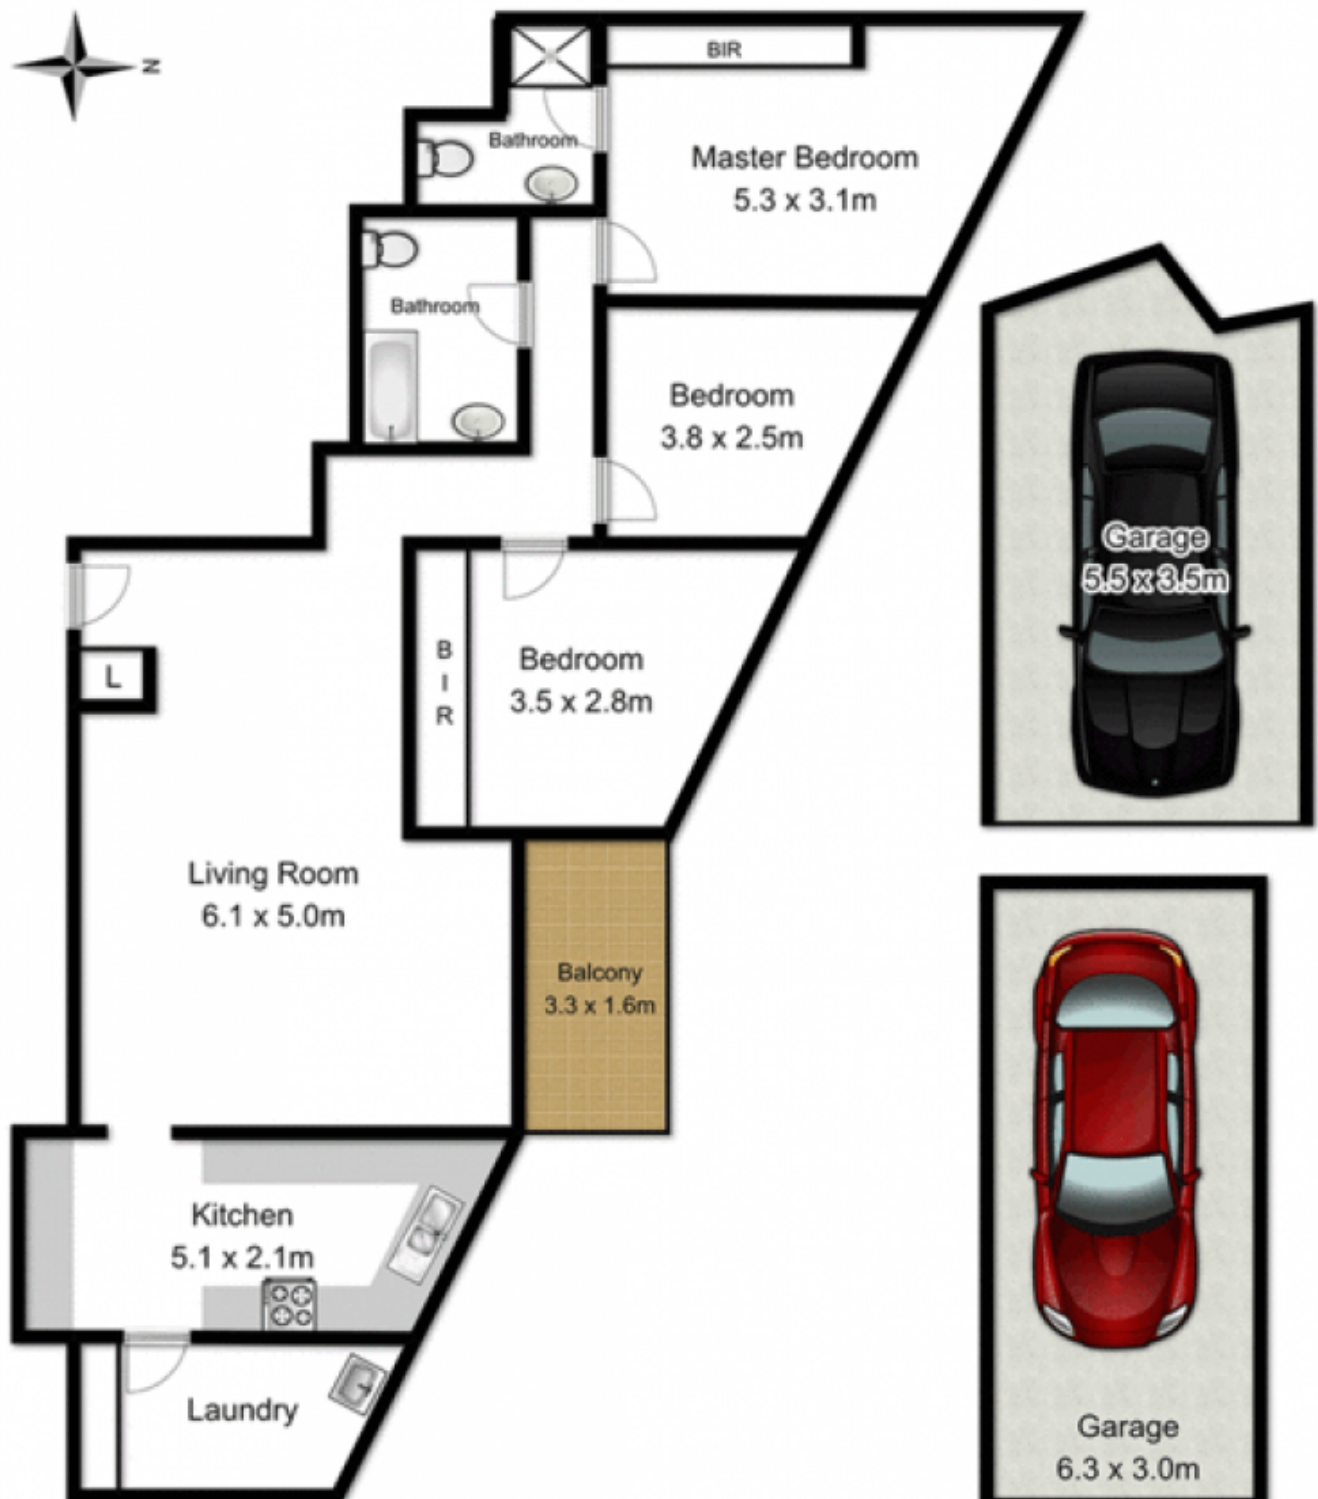 N
BIR
Bathroom
Master Bedroom
5.3 x 3.1m
Bathroom
Bedroom
3.8 x 2.5m
Garage
5.5 x 3.5m
L
B
I
R
Bedroom
3.5 x 2.8m
Living Room
6.1 x 5.0m
Balcony
3.3 x 1.6m
Kitchen
5.1 x 2.1m
Laundry
Garage
6.3 x 3.0m